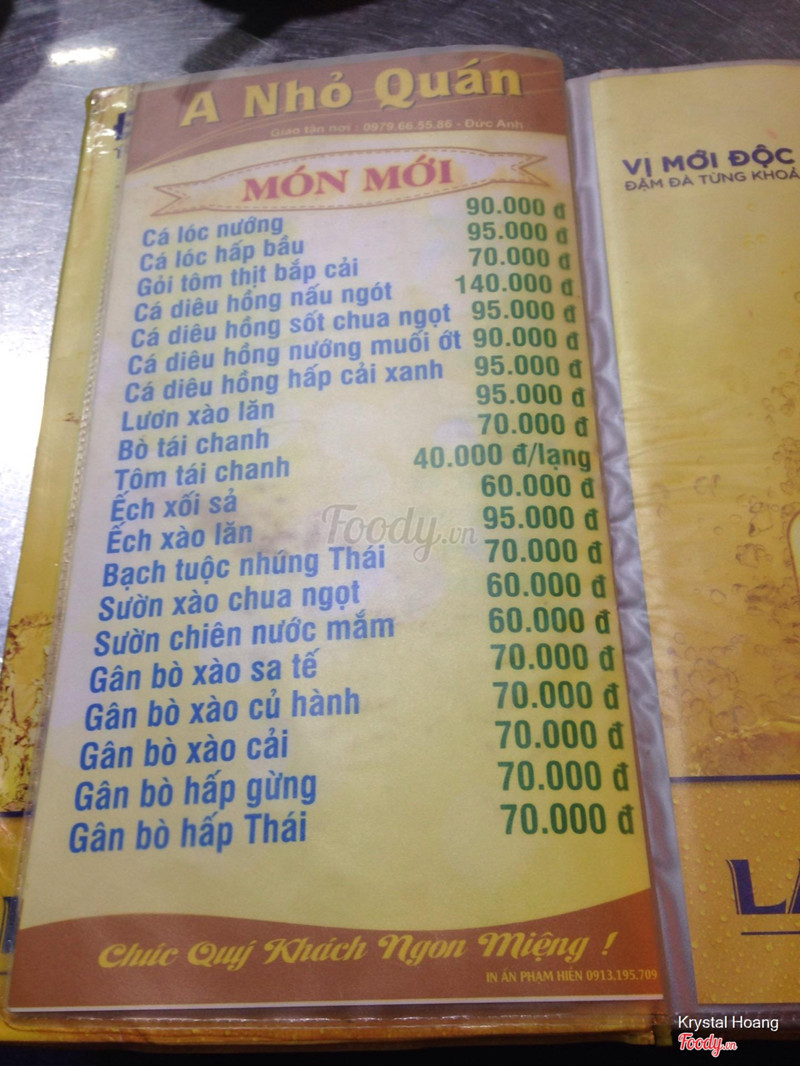 A Nhỏ Quán
Giao tân nơi : 0979.66.55.86 - Đức Anh
MÓN MỚI
Cá lóc nướng 90.000 đ
Cá lóc hấp bầu 95.000 đ
Gỏi tôm thịt bắp cải 70.000 đ
Cá diêu hồng nấu ngót 140.000 đ
Cá diêu hồng sốt chua ngọt 95.000 đ
Cá diêu hồng nướng muối ớt 90.000 đ
Cá diêu hồng hấp cải xanh 95.000 đ
Lươn xào lăn 95.000 đ
Bò tái chanh 70.000 đ
Tôm tái chanh 40.000 đ/lạng
Ếch xối sả 60.000 đ
Ếch xào lăn 95.000 đ
Bạch tuộc nhúng Thái 70.000 đ
Sườn xào chua ngọt 60.000 đ
Sườn chiên nước mắm 60.000 đ
Gân bò xào sa tế 70.000 đ
Gân bò xào củ hành 70.000 đ
Gân bò xào cải 70.000 đ
Gân bò hấp gừng 70.000 đ
Gân bò hấp Thái 70.000 đ
Chúc Quý Khách Ngon Miệng !
IN ẤN PHẠM HIỂN 0913.195.709
VỊ MỚI ĐỘC
ĐẬM ĐÀ TỪNG KHOẢ
LA
Foody.vn
Krystal Hoang
Foody.vn